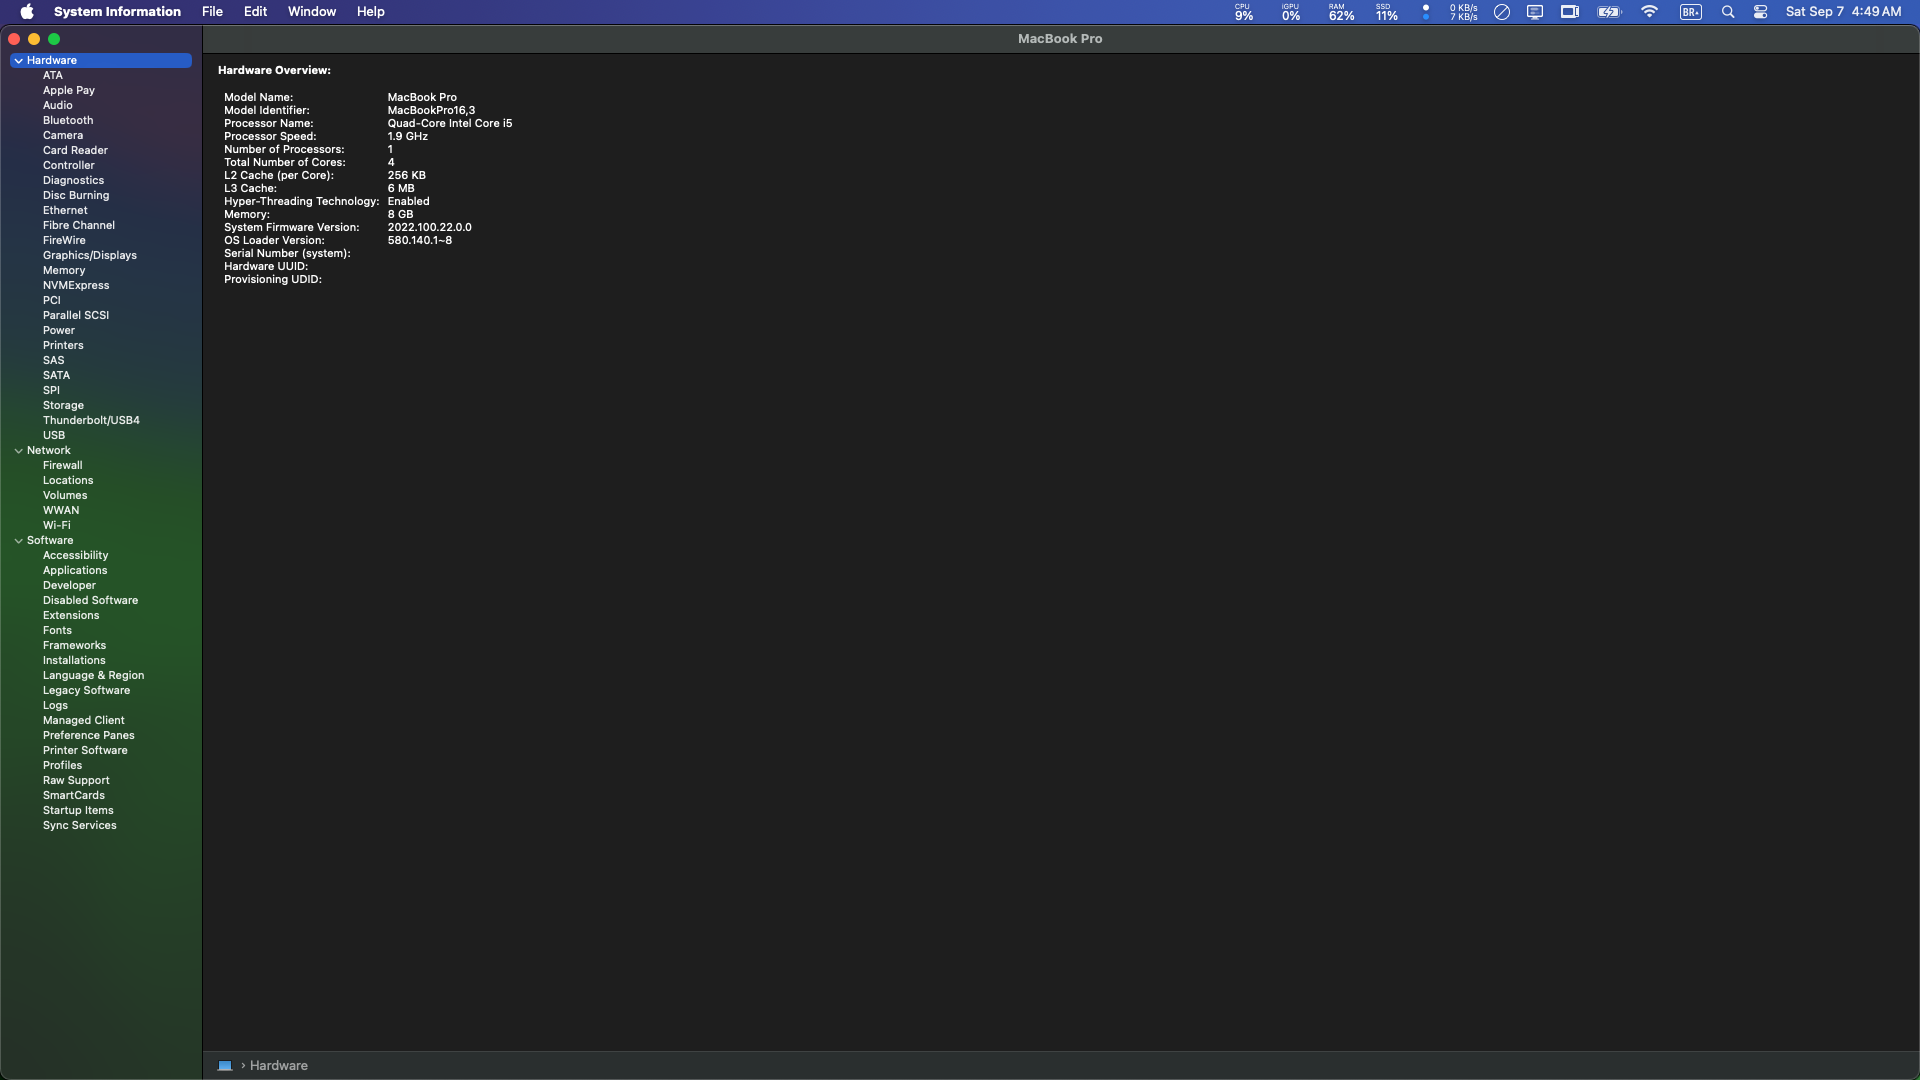 System Information File Edit Window Help
CPU 9% iGPU 0% RAM 62% SSD 11% 0 KB/s 7 KB/s BR Sat Sep 7 4:49 AM
MacBook Pro
Hardware
ATA
Apple Pay
Audio
Bluetooth
Camera
Card Reader
Controller
Diagnostics
Disc Burning
Ethernet
Fibre Channel
FireWire
Graphics/Displays
Memory
NVMExpress
PCI
Parallel SCSI
Power
Printers
SAS
SATA
SPI
Storage
Thunderbolt/USB4
USB
Network
Firewall
Locations
Volumes
WWAN
Wi-Fi
Software
Accessibility
Applications
Developer
Disabled Software
Extensions
Fonts
Frameworks
Installations
Language & Region
Legacy Software
Logs
Managed Client
Preference Panes
Printer Software
Profiles
Raw Support
SmartCards
Startup Items
Sync Services
Hardware Overview:
Model Name: MacBook Pro
Model Identifier: MacBookPro16,3
Processor Name: Quad-Core Intel Core i5
Processor Speed: 1.9 GHz
Number of Processors: 1
Total Number of Cores: 4
L2 Cache (per Core): 256 KB
L3 Cache: 6 MB
Hyper-Threading Technology: Enabled
Memory: 8 GB
System Firmware Version: 2022.100.22.0.0
OS Loader Version: 580.140.1~8
Serial Number (system):
Hardware UUID:
Provisioning UDID:
› Hardware